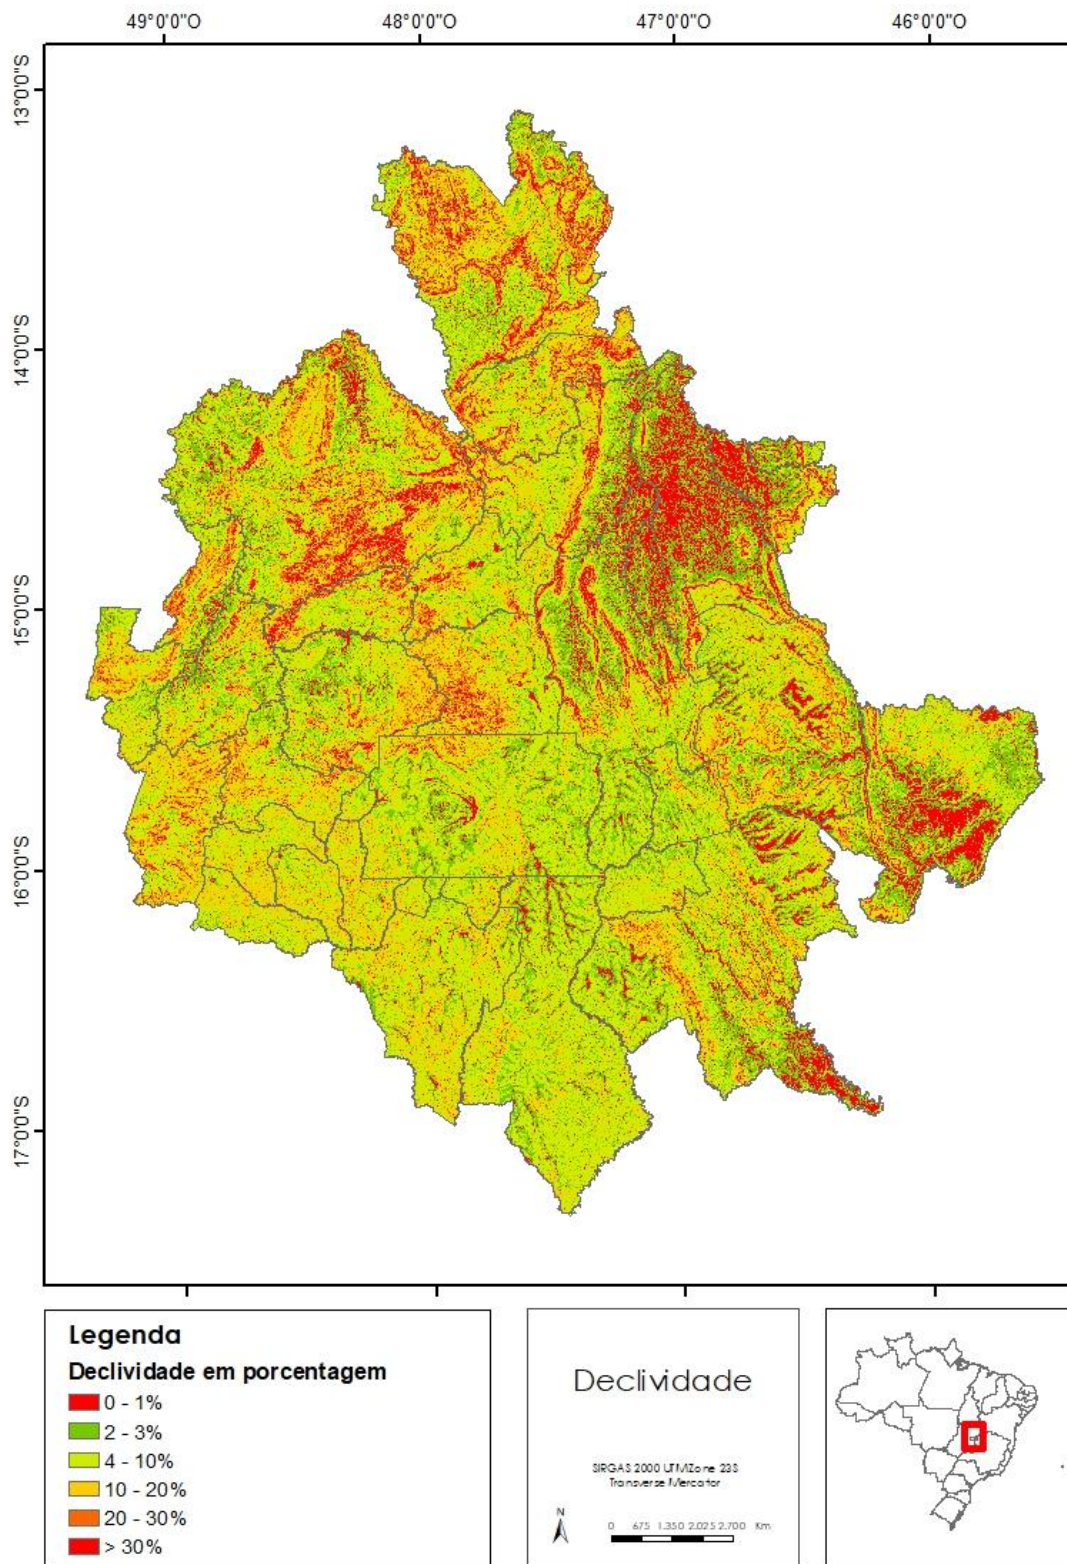 49°0'0"O 48°0'0"O 47°0'0"O 46°0'0"O
13°0'0"S
14°0'0"S
15°0'0"S
16°0'0"S
17°0'0"S
Legenda
Declividade em porcentagem
0 - 1%
2 - 3%
4 - 10%
10 - 20%
20 - 30%
> 30%
Declividade
SIRGAS 2000 UTMZone 23S
Transverse Mercator
N
0 675 1.350 2.025 2.700 Km